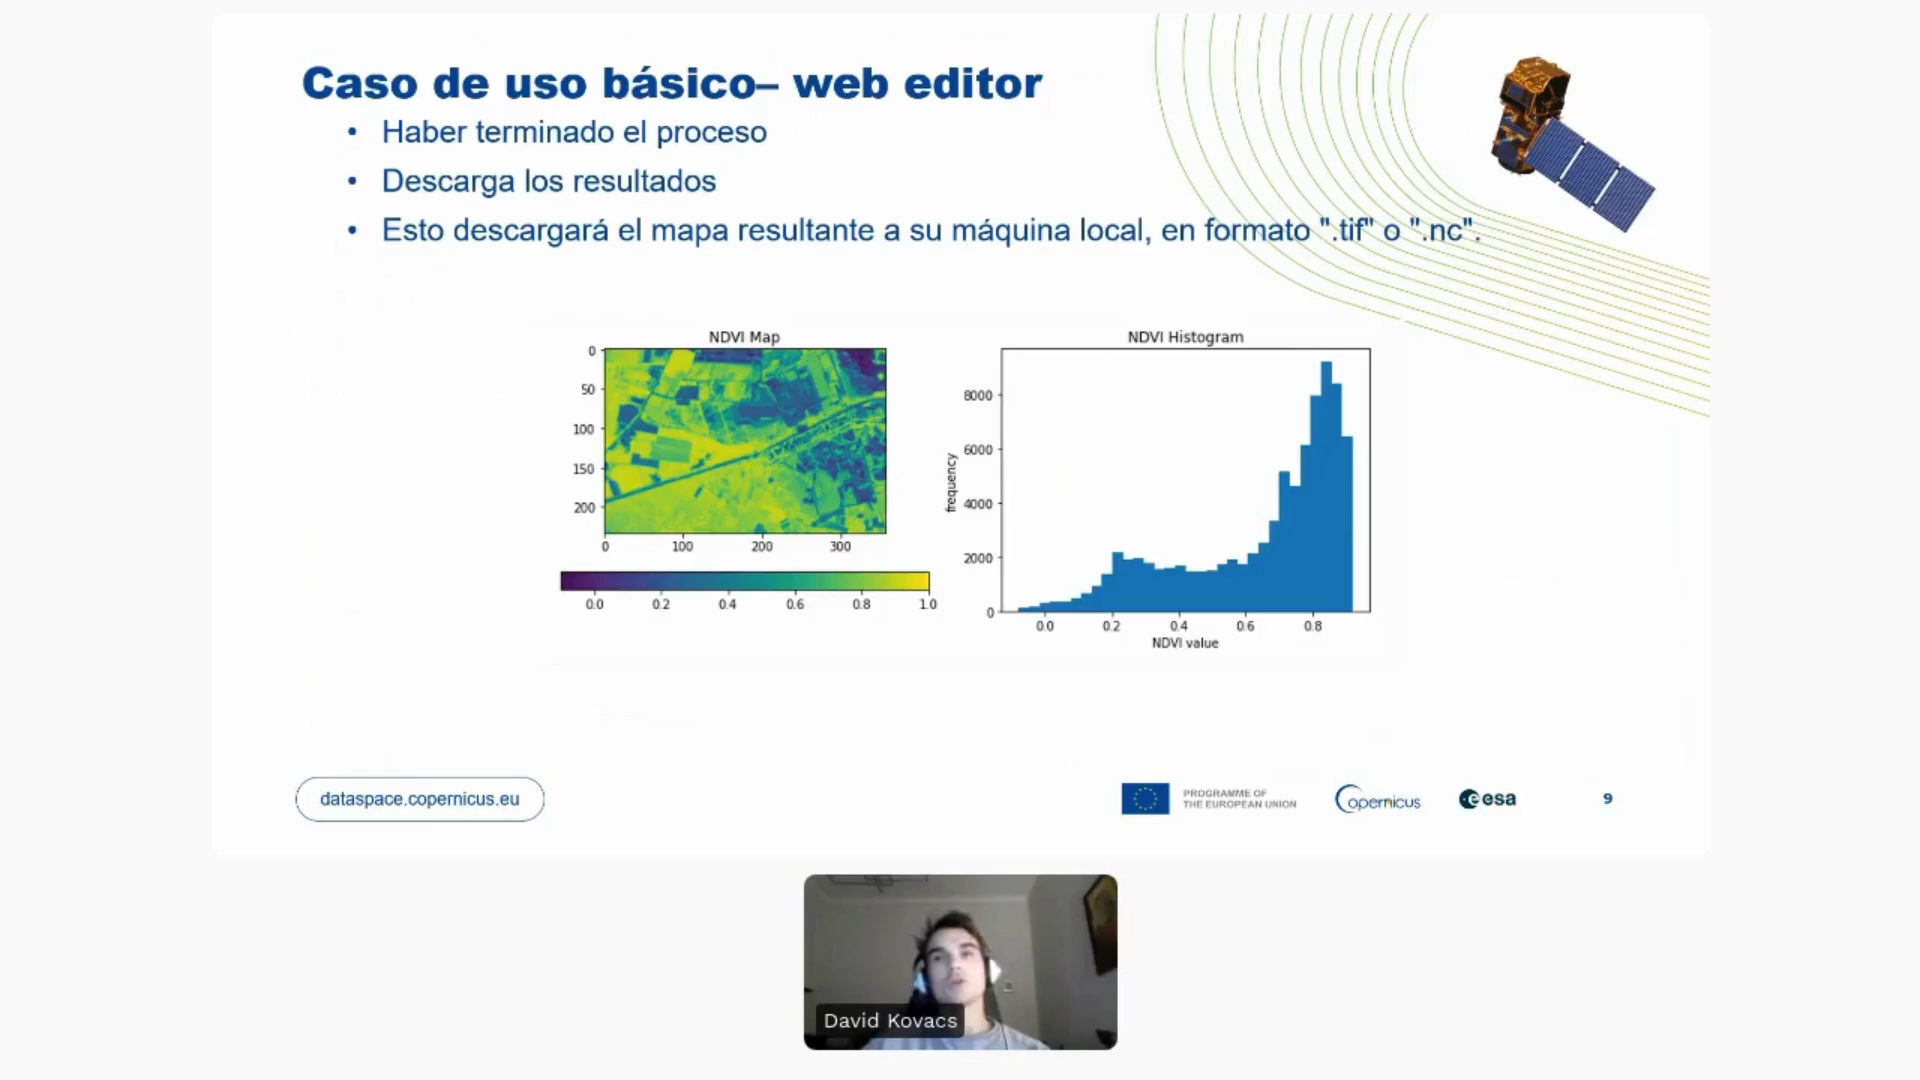 Caso de uso básico– web editor
• Haber terminado el proceso
• Descarga los resultados
• Esto descargará el mapa resultante a su máquina local, en formato ".tif" o ".nc".
NDVI Map
0
50
100
150
200
0 100 200 300
0.0 0.2 0.4 0.6 0.8 1.0
NDVI Histogram
frequency
8000
6000
4000
2000
0
0.0 0.2 0.4 0.6 0.8
NDVI value
dataspace.copernicus.eu
PROGRAMME OF
THE EUROPEAN UNION
opernicus
esa
9
David Kovacs